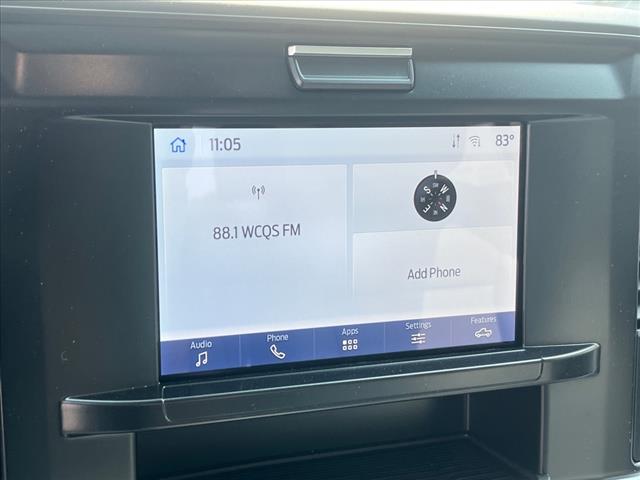 11:05
83°
88.1 WCQS FM
S
W
E
N
Add Phone
Audio
Phone
Apps
Settings
Features